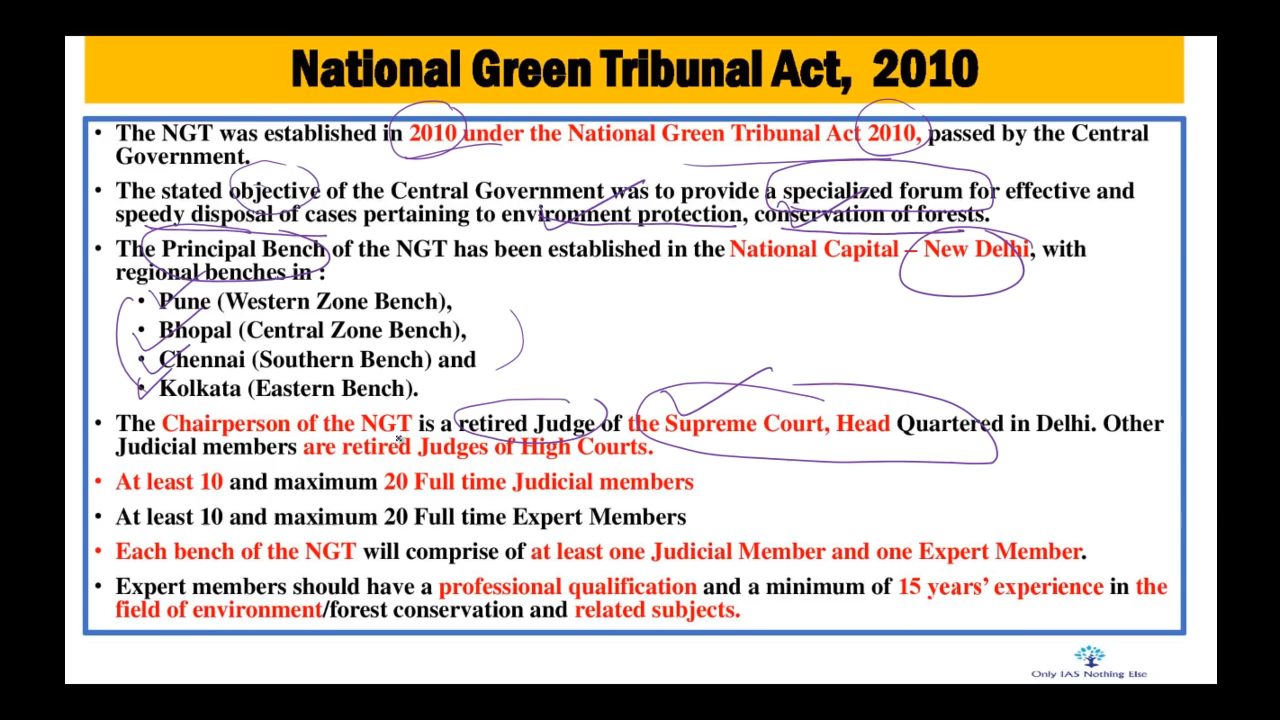 National Green Tribunal Act, 2010
• The NGT was established in 2010 under the National Green Tribunal Act 2010, passed by the Central
Government.
• The stated objective of the Central Government was to provide a specialized forum for effective and
speedy disposal of cases pertaining to environment protection, conservation of forests.
• The Principal Bench of the NGT has been established in the National Capital – New Delhi, with
regional benches in :
• Pune (Western Zone Bench),
• Bhopal (Central Zone Bench),
• Chennai (Southern Bench) and
• Kolkata (Eastern Bench).
• The Chairperson of the NGT is a retired Judge of the Supreme Court, Head Quartered in Delhi. Other
Judicial members are retired Judges of High Courts.
• At least 10 and maximum 20 Full time Judicial members
• At least 10 and maximum 20 Full time Expert Members
• Each bench of the NGT will comprise of at least one Judicial Member and one Expert Member.
• Expert members should have a professional qualification and a minimum of 15 years’ experience in the
field of environment/forest conservation and related subjects.
Only IAS Nothing Else